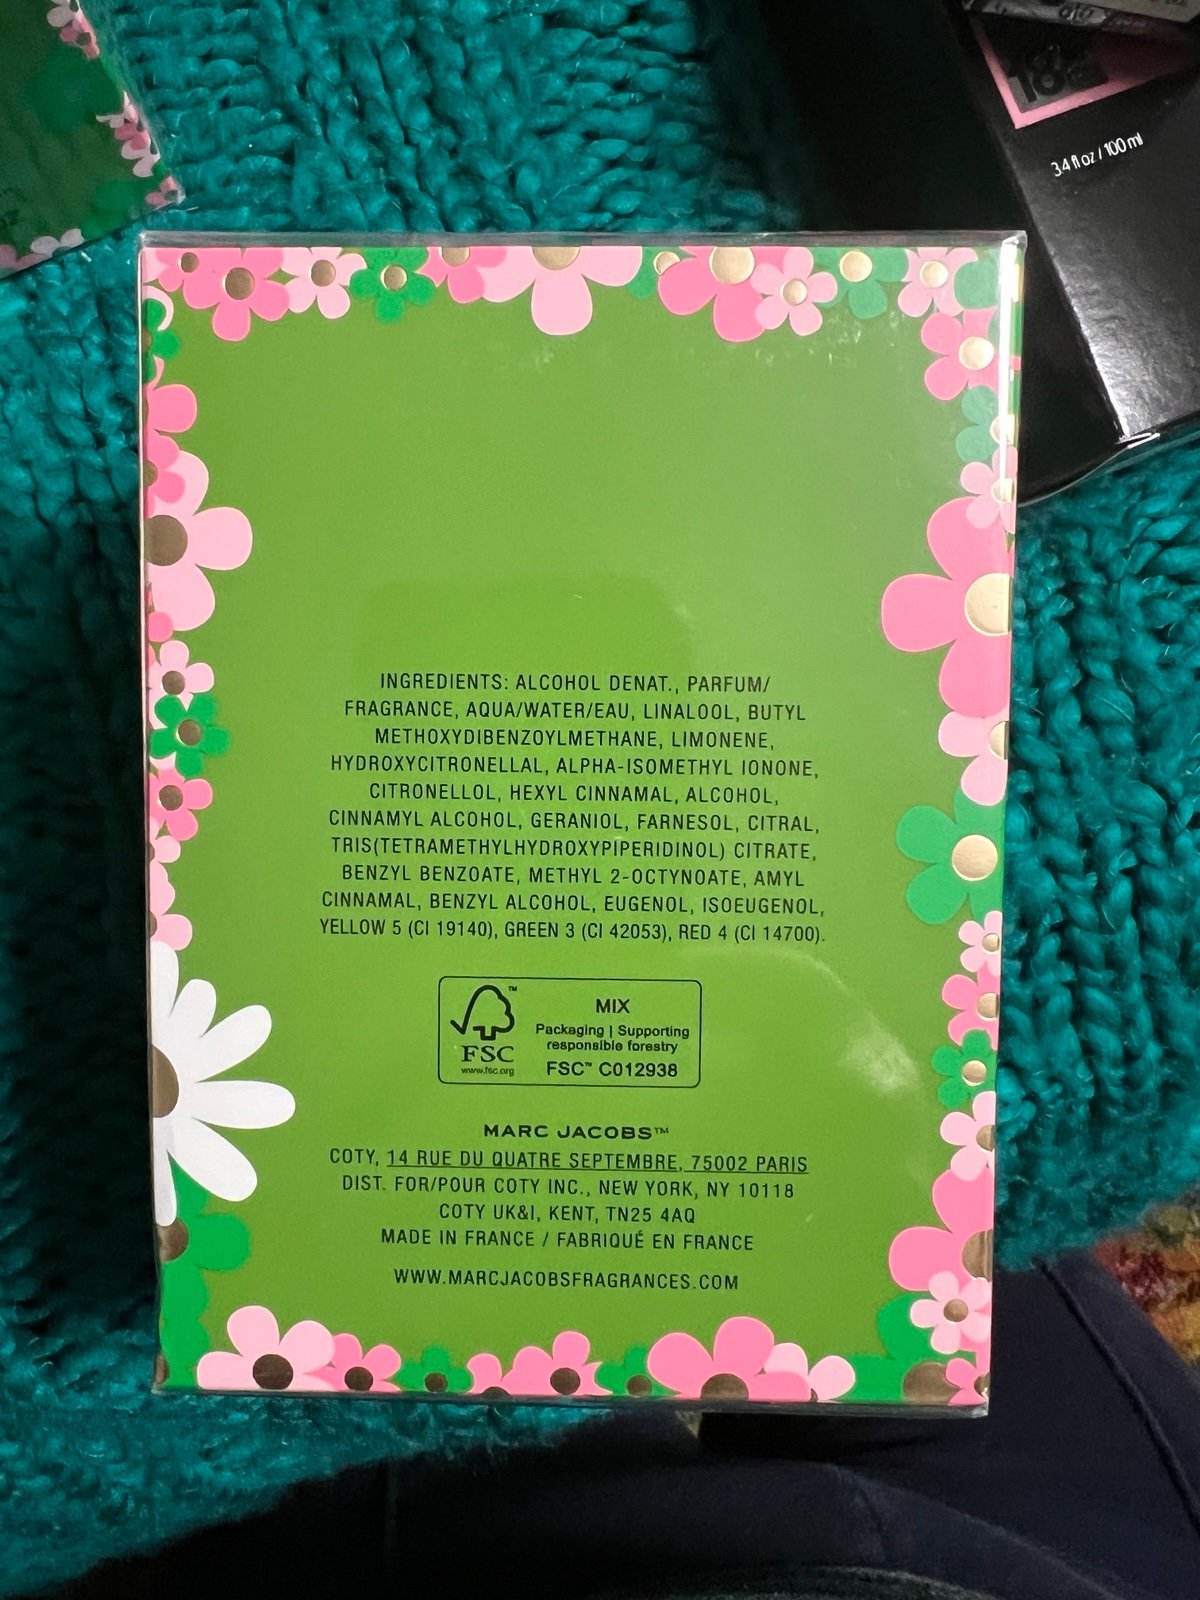 3.4 fl oz / 100 ml
INGREDIENTS: ALCOHOL DENAT., PARFUM/
FRAGRANCE, AQUA/WATER/EAU, LINALOOL, BUTYL
METHOXYDIBENZOYLMETHANE, LIMONENE,
HYDROXYCITRONELLAL, ALPHA-ISOMETHYL IONONE,
CITRONELLOL, HEXYL CINNAMAL, ALCOHOL,
CINNAMYL ALCOHOL, GERANIOL, FARNESOL, CITRAL,
TRIS(TETRAMETHYLHYDROXYPIPERIDINOL) CITRATE,
BENZYL BENZOATE, METHYL 2-OCTYNOATE, AMYL
CINNAMAL, BENZYL ALCOHOL, EUGENOL, ISOEUGENOL,
YELLOW 5 (CI 19140), GREEN 3 (CI 42053), RED 4 (CI 14700).
™
FSC
www.fsc.org
MIX
Packaging | Supporting
responsible forestry
FSC™ C012938
MARC JACOBS™
COTY, 14 RUE DU QUATRE SEPTEMBRE, 75002 PARIS
DIST. FOR/POUR COTY INC., NEW YORK, NY 10118
COTY UK&I, KENT, TN25 4AQ
MADE IN FRANCE / FABRIQUÉ EN FRANCE
WWW.MARCJACOBSFRAGRANCES.COM